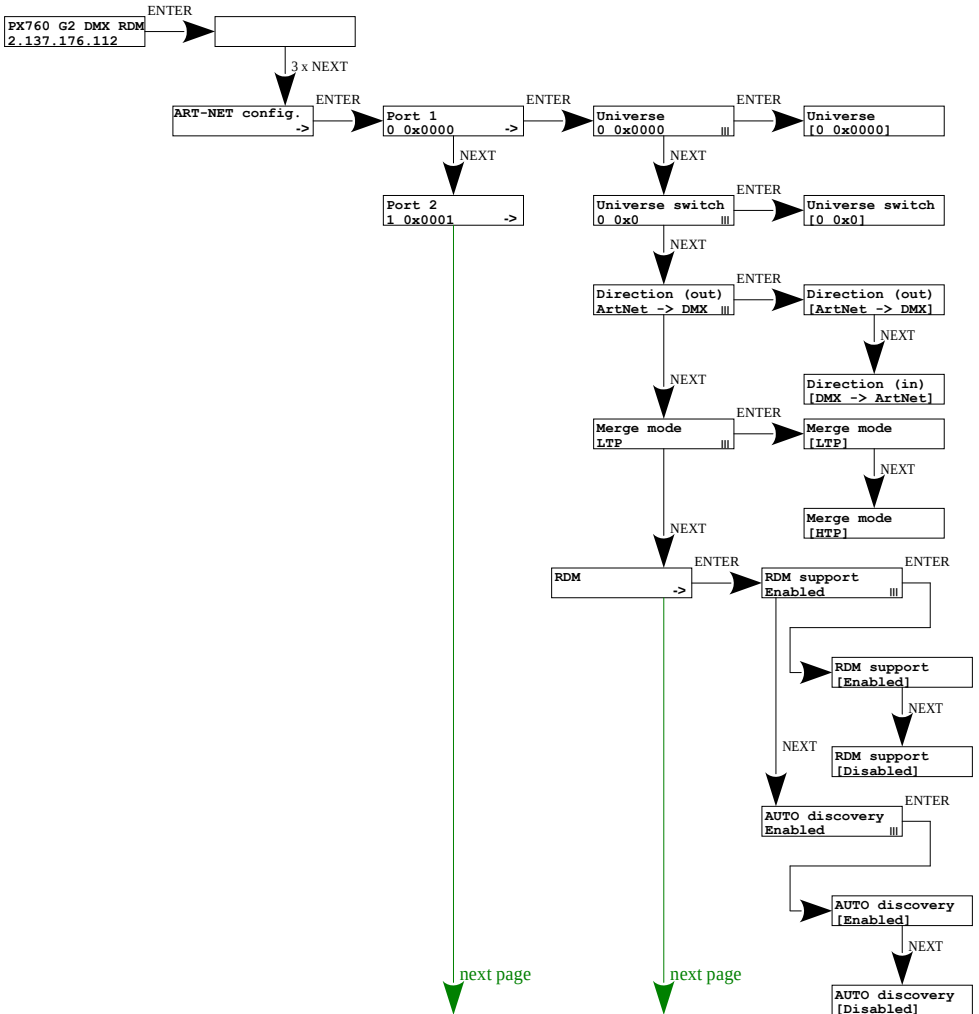 ENTER
PX760 G2 DMX RDM
2.137.176.112
3 x NEXT
ART-NET config.
->
ENTER
Port 1
0 0x0000 ->
ENTER
Universe
0 0x0000
ENTER
Universe
[0 0x0000]
NEXT
NEXT
Port 2
1 0x0001 ->
Universe switch
0 0x0
ENTER
Universe switch
[0 0x0]
NEXT
Direction (out)
ArtNet -> DMX
ENTER
Direction (out)
[ArtNet -> DMX]
NEXT
Direction (in)
[DMX -> ArtNet]
NEXT
Merge mode
LTP
ENTER
Merge mode
[LTP]
NEXT
Merge mode
[HTP]
NEXT
RDM
->
ENTER
RDM support
Enabled
ENTER
RDM support
[Enabled]
NEXT
RDM support
[Disabled]
NEXT
AUTO discovery
Enabled
ENTER
AUTO discovery
[Enabled]
NEXT
AUTO discovery
[Disabled]
next page
next page